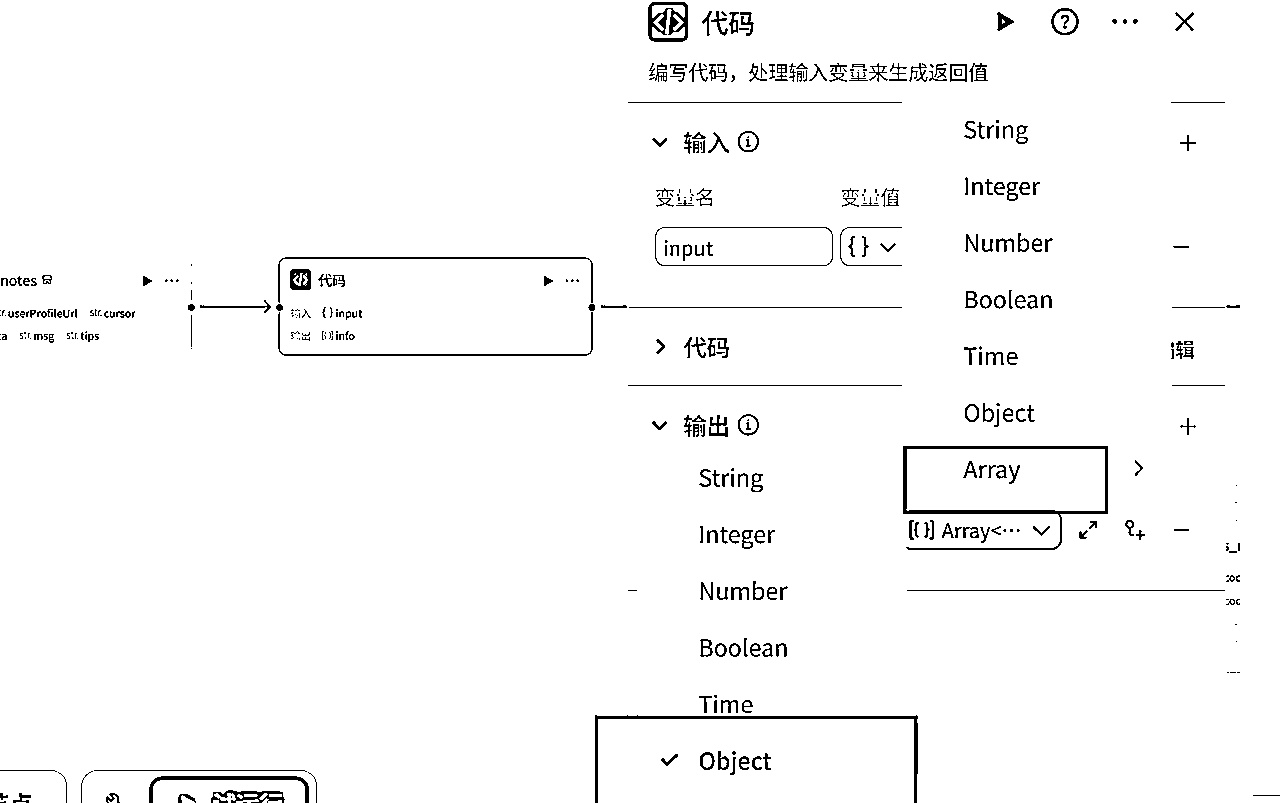 代码
编写代码，处理输入变量来生成返回值
输入
变量名 变量值
input {}
代码
输出
String
Integer
Number
Boolean
Time
Object
String
Integer
Number
Boolean
Time
Object
Array
[{}] Array<···
notes
userProfileUrl str.cursor
str.msg str.tips
代码
输入 {} input
输出 [{}] info
辑
点